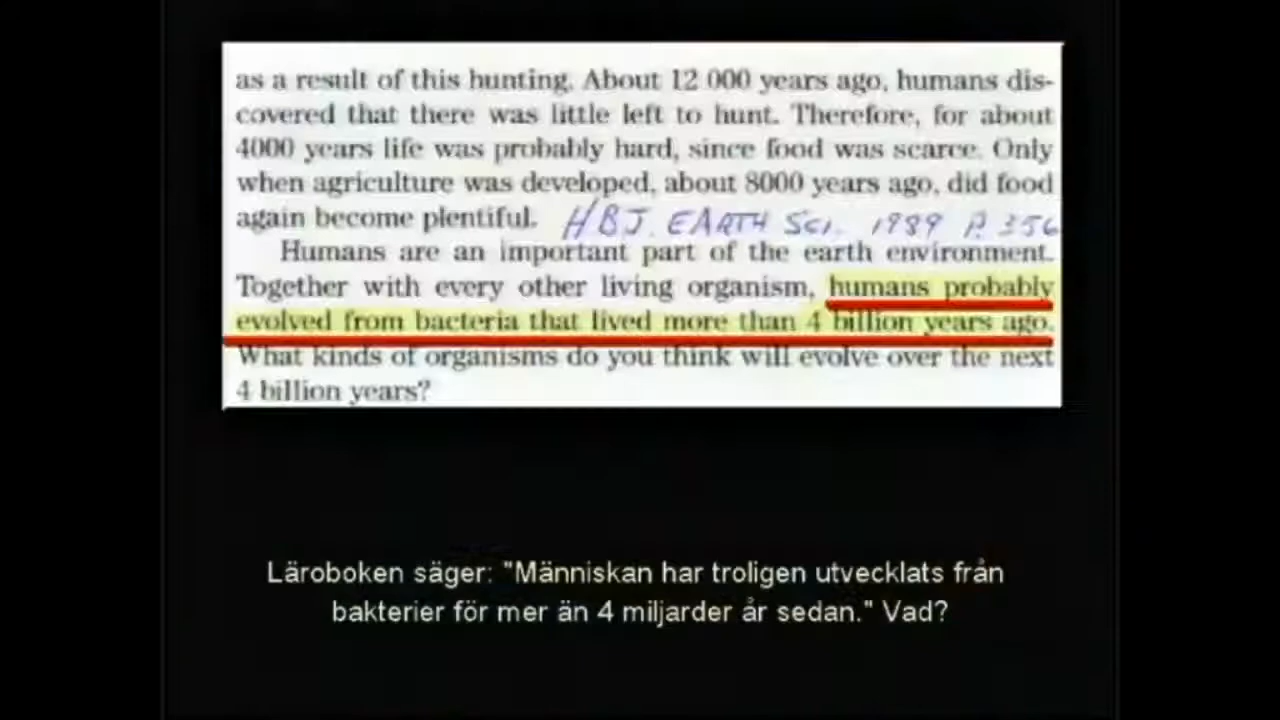 as a result of this hunting. About 12 000 years ago, humans dis-
covered that there was little left to hunt. Therefore, for about
4000 years life was probably hard, since food was scarce. Only
when agriculture was developed, about 8000 years ago, did food
again become plentiful. HBJ. EARTH SCI. 1989 P. 356
Humans are an important part of the earth environment.
Together with every other living organism, humans probably
evolved from bacteria that lived more than 4 billion years ago.
What kinds of organisms do you think will evolve over the next
4 billion years?
Läroboken säger: "Människan har troligen utvecklats från
bakterier för mer än 4 miljarder år sedan." Vad?